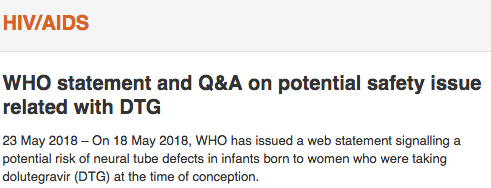 HIV/AIDS
WHO statement and Q&A on potential safety issue
related with DTG
23 May 2018 – On 18 May 2018, WHO has issued a web statement signalling a
potential risk of neural tube defects in infants born to women who were taking
dolutegravir (DTG) at the time of conception.